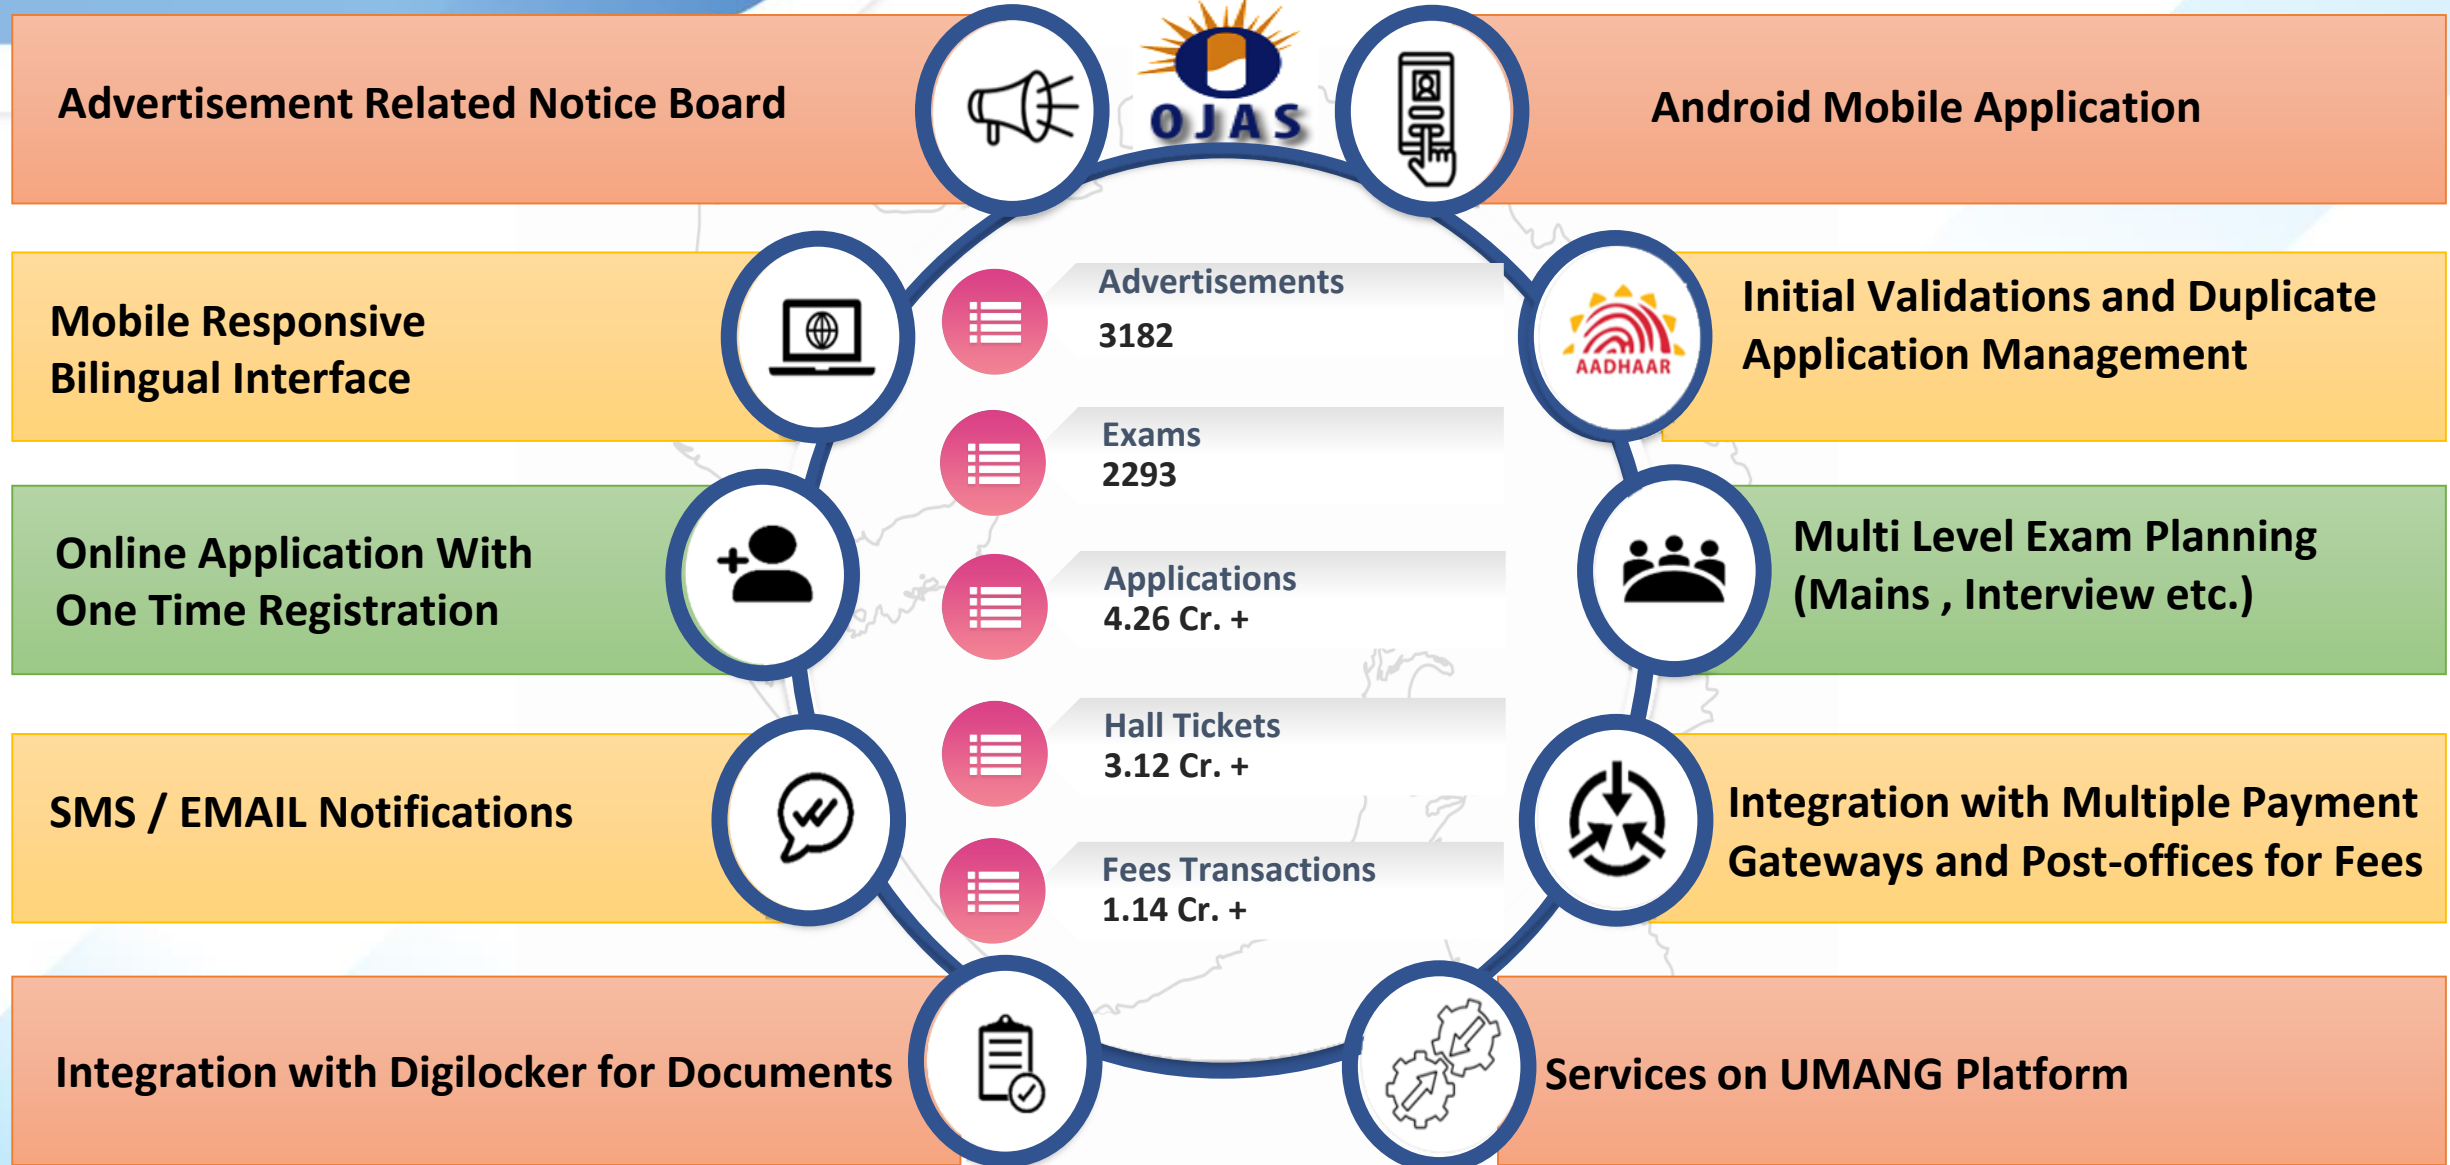 OJAS
Advertisement Related Notice Board
Android Mobile Application
Mobile Responsive
Bilingual Interface
Advertisements
3182
AADHAAR
Initial Validations and Duplicate
Application Management
Exams
2293
Online Application With
One Time Registration
Applications
4.26 Cr. +
Multi Level Exam Planning
(Mains , Interview etc.)
Hall Tickets
3.12 Cr. +
SMS / EMAIL Notifications
Integration with Multiple Payment
Gateways and Post-offices for Fees
Fees Transactions
1.14 Cr. +
Integration with Digilocker for Documents
Services on UMANG Platform